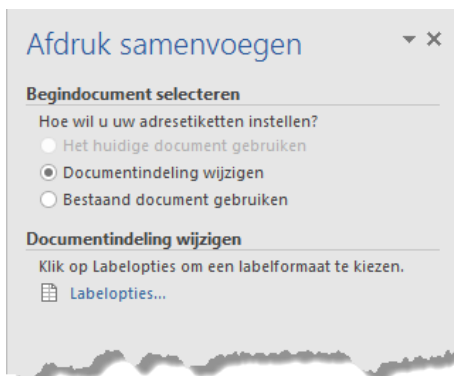 Afdruk samenvoegen
Begindocument selecteren
Hoe wil u uw adresetiketten instellen?
Het huidige document gebruiken
Documentindeling wijzigen
Bestaand document gebruiken
Documentindeling wijzigen
Klik op Labelopties om een labelformaat te kiezen.
Labelopties...